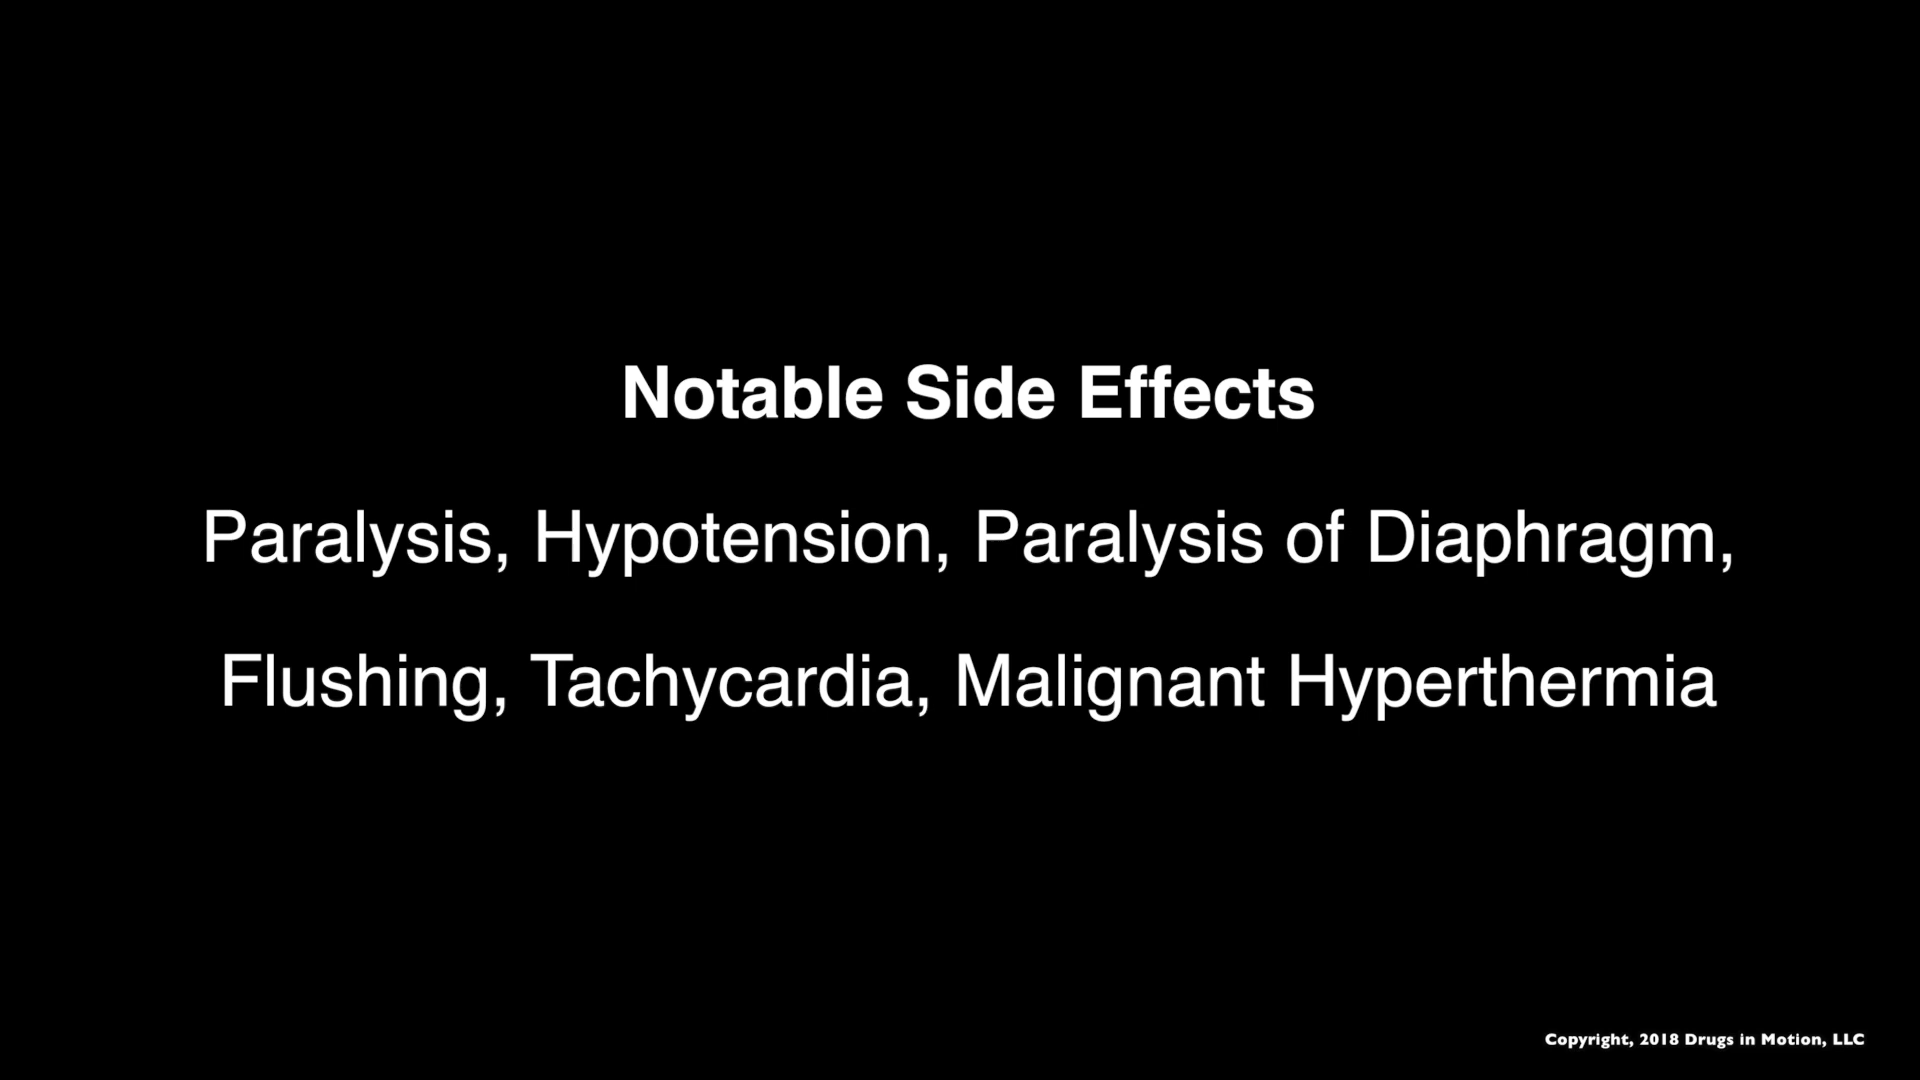 Notable Side Effects
Paralysis, Hypotension, Paralysis of Diaphragm,
Flushing, Tachycardia, Malignant Hyperthermia
Copyright, 2018 Drugs in Motion, LLC